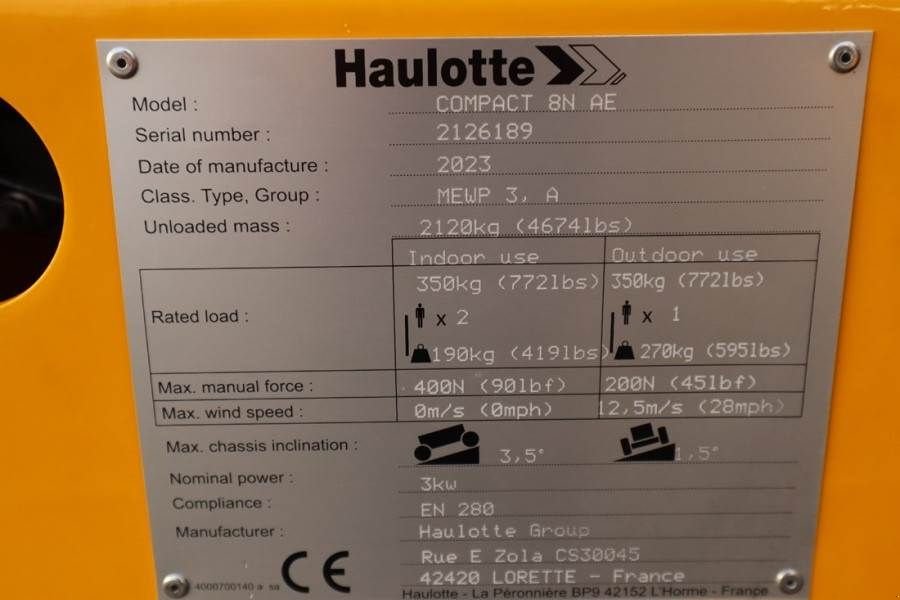 Haulotte
Model : COMPACT 8N AE
Serial number : 2126189
Date of manufacture : 2023
Class. Type, Group : MEWP 3, A
Unloaded mass : 2120kg (4674lbs)
Indoor use Outdoor use
350kg (772lbs) 350kg (772lbs)
Rated load : x 2 x 1
190kg (419lbs) 270kg (595lbs)
Max. manual force : 400N (90lbf) 200N (45lbf)
Max. wind speed : 0m/s (0mph) 12,5m/s (28mph)
Max. chassis inclination : 3,5° 1,5°
Nominal power : 3kw
Compliance : EN 280
Manufacturer : Haulotte Group
Rue E Zola CS30045
42420 LORETTE - France
4000700140 a sa CE
Haulotte - La Péronnière BP9 42152 L'Horme - France